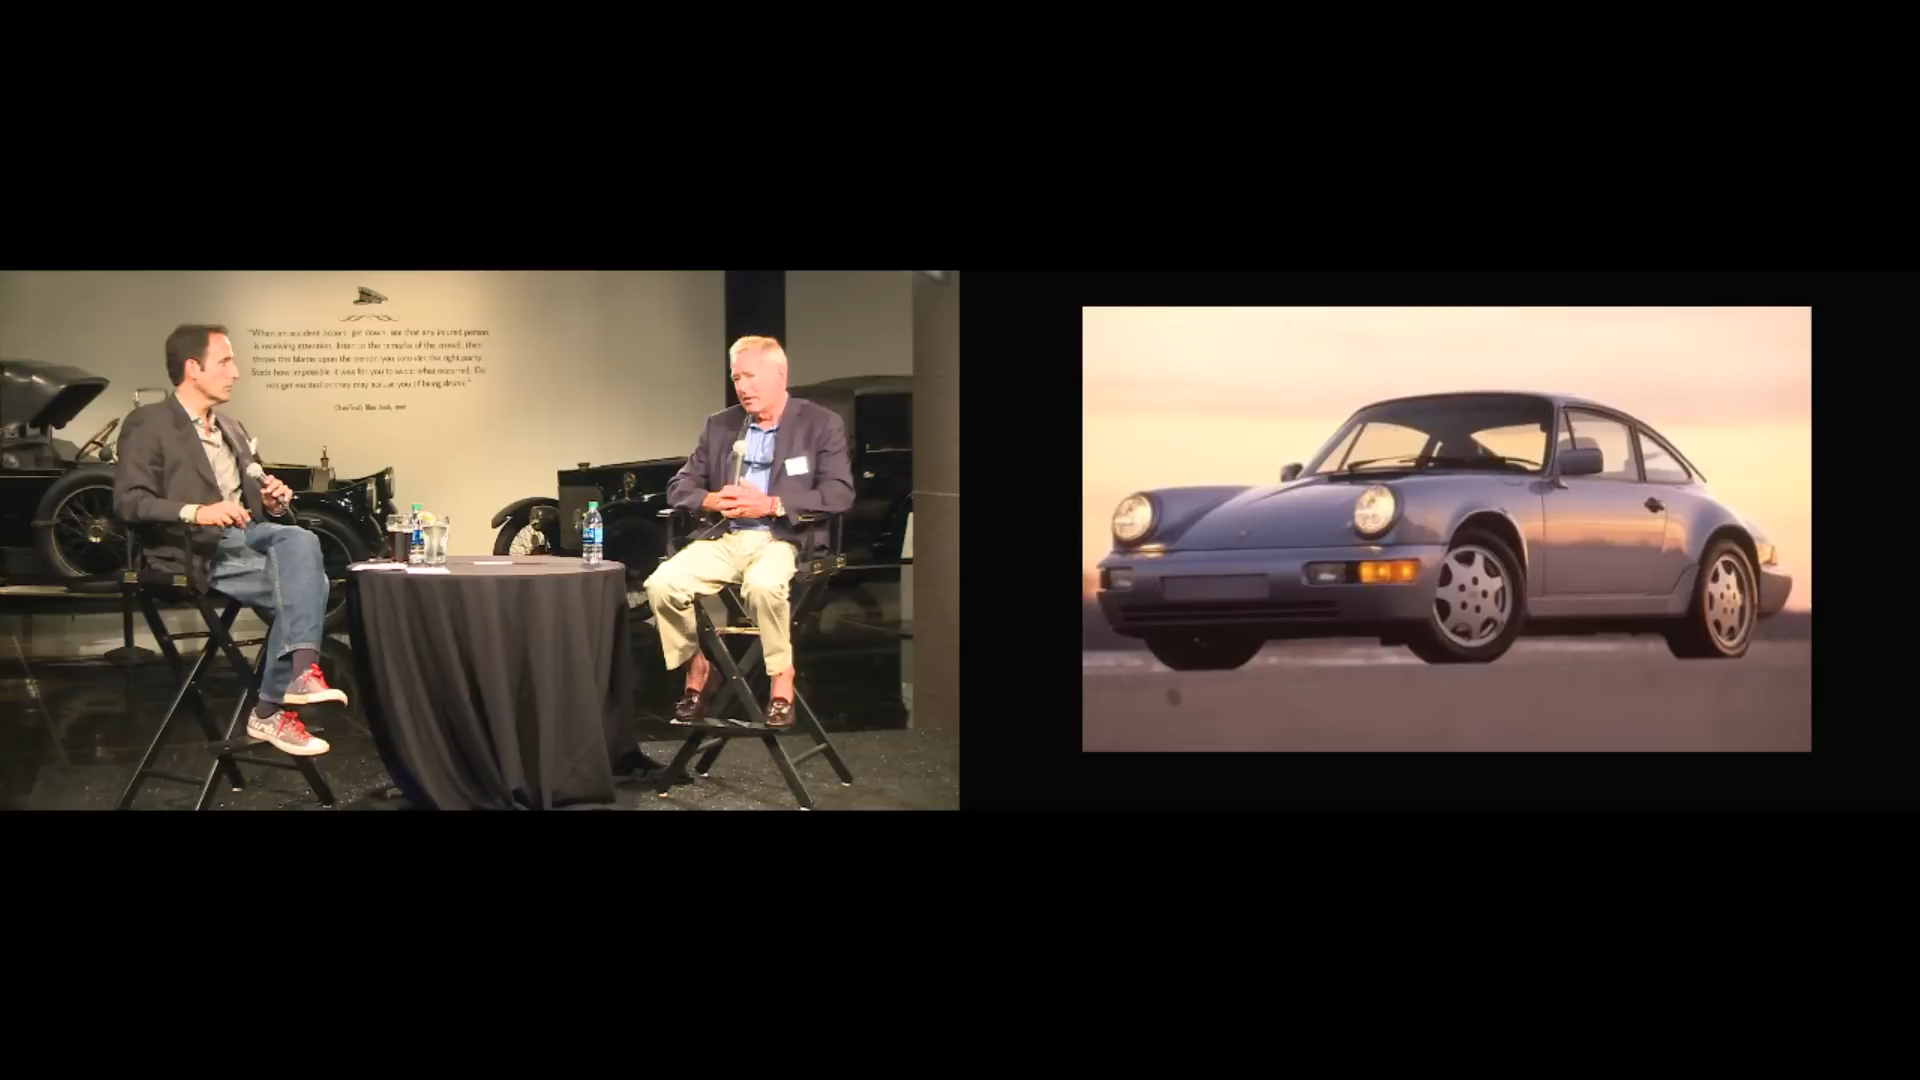 "When an accident occurs, get down, see that any injured person
is receiving attention, listen to the remarks of the crowd, then
throw the blame upon the person you consider the right party.
State how impossible it was for you to avoid what occurred. Do
not get excited or they may accuse you of being drunk."